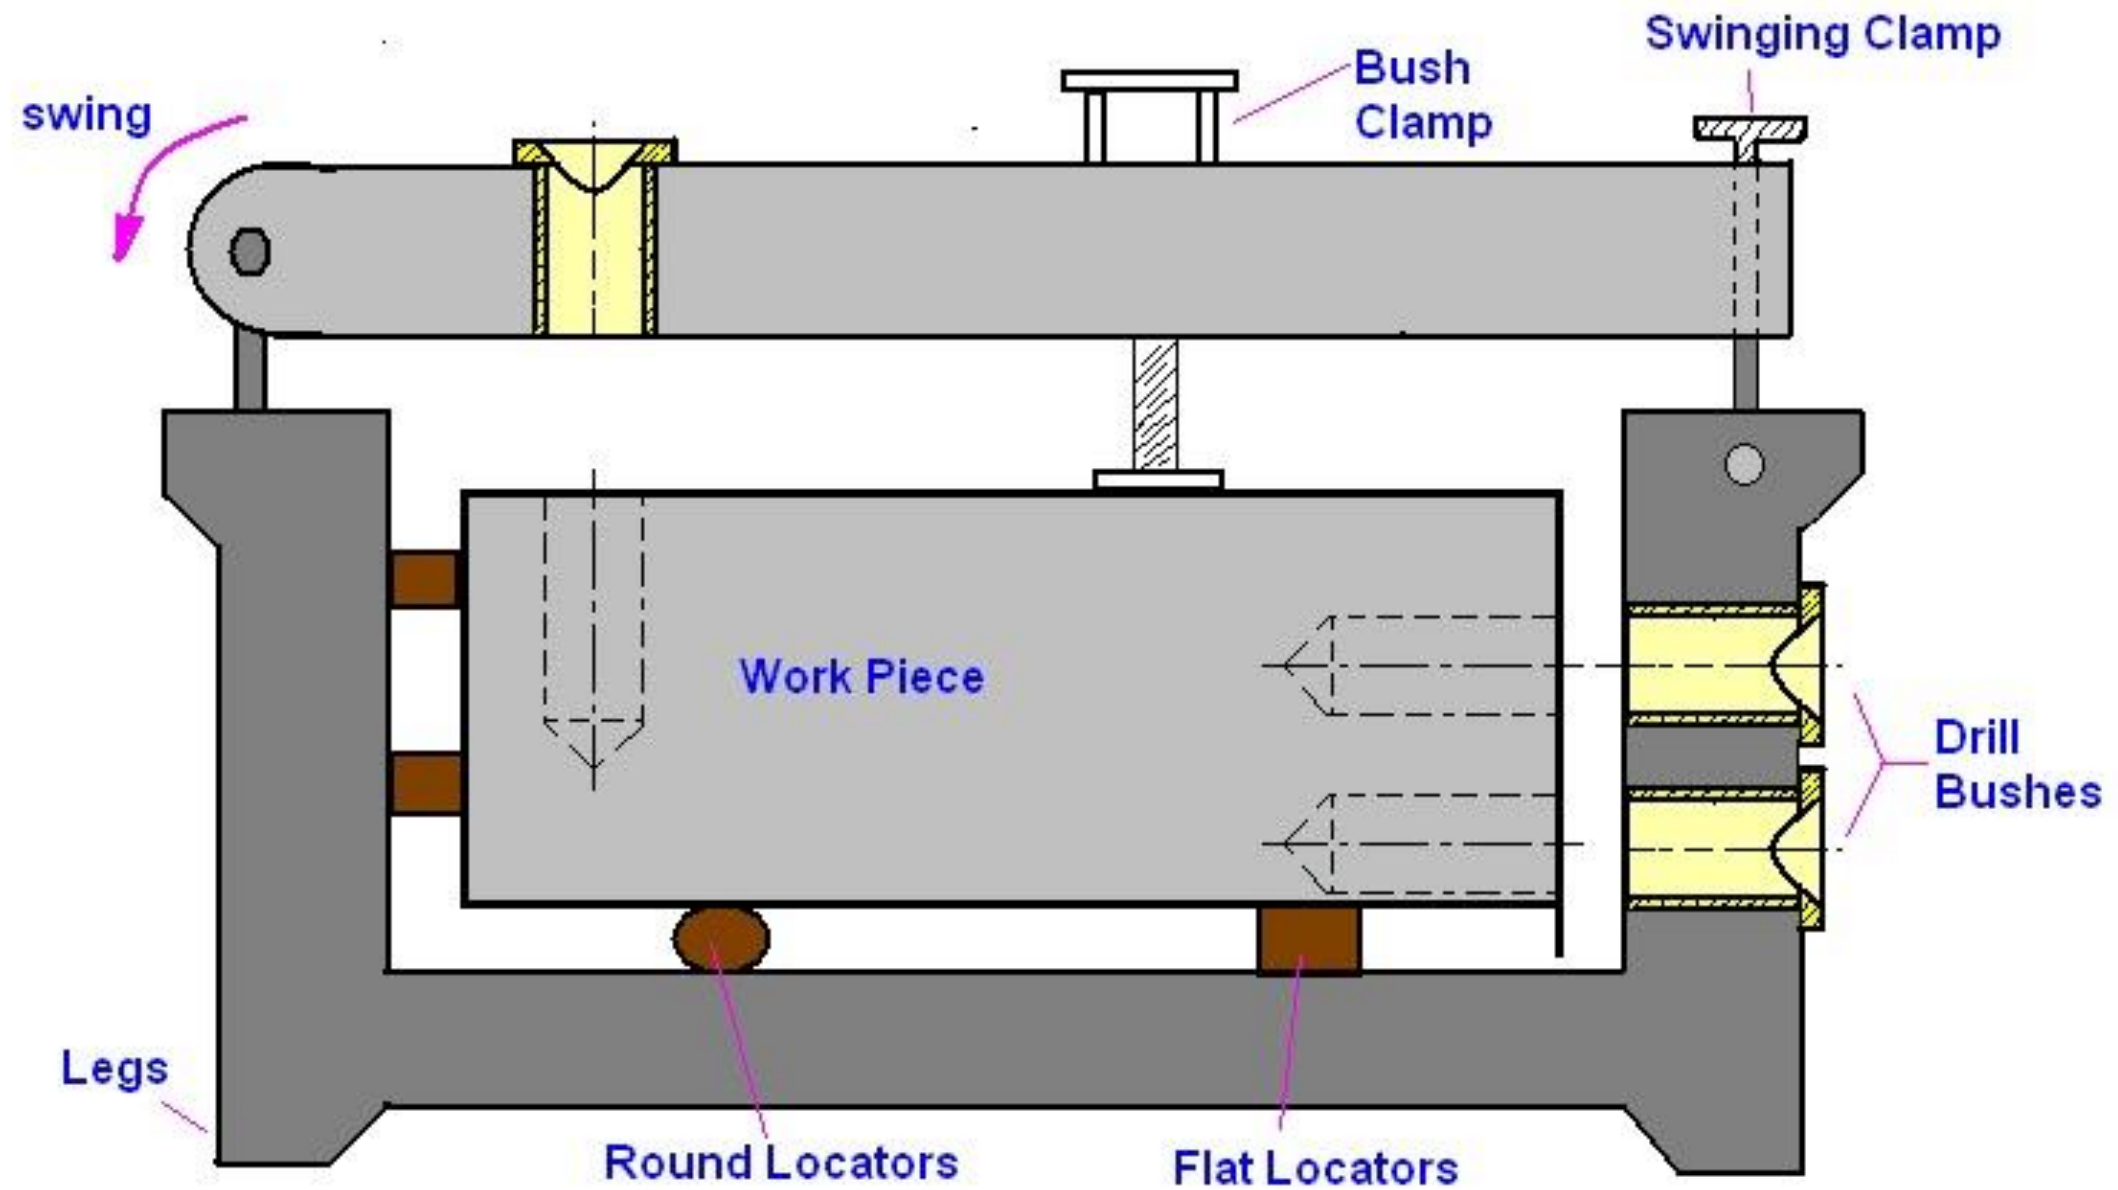 Swinging Clamp
Bush
Clamp
swing
Work Piece
Drill
Bushes
Legs
Round Locators
Flat Locators